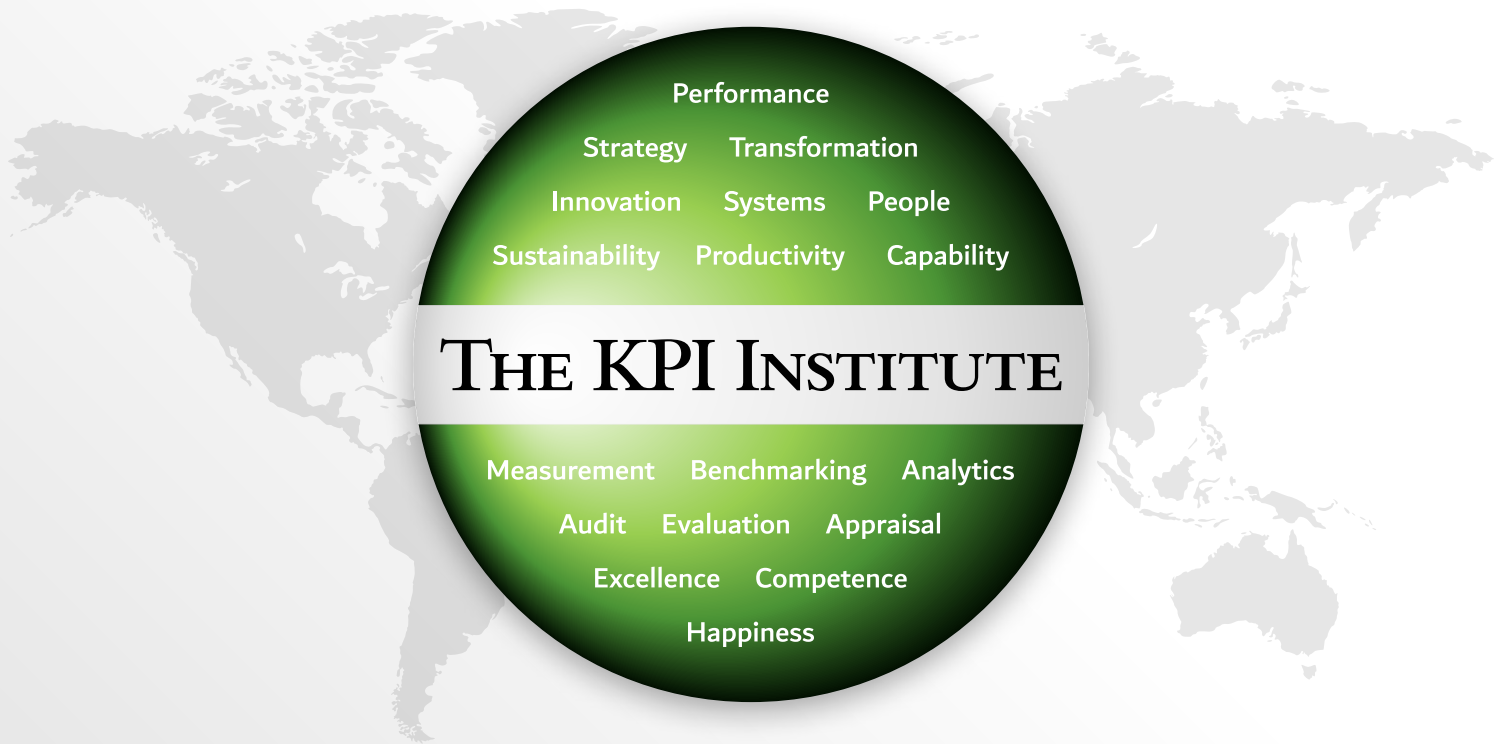 Performance
Strategy Transformation
Innovation Systems People
Sustainability Productivity Capability
The KPI Institute
Measurement Benchmarking Analytics
Audit Evaluation Appraisal
Excellence Competence
Happiness